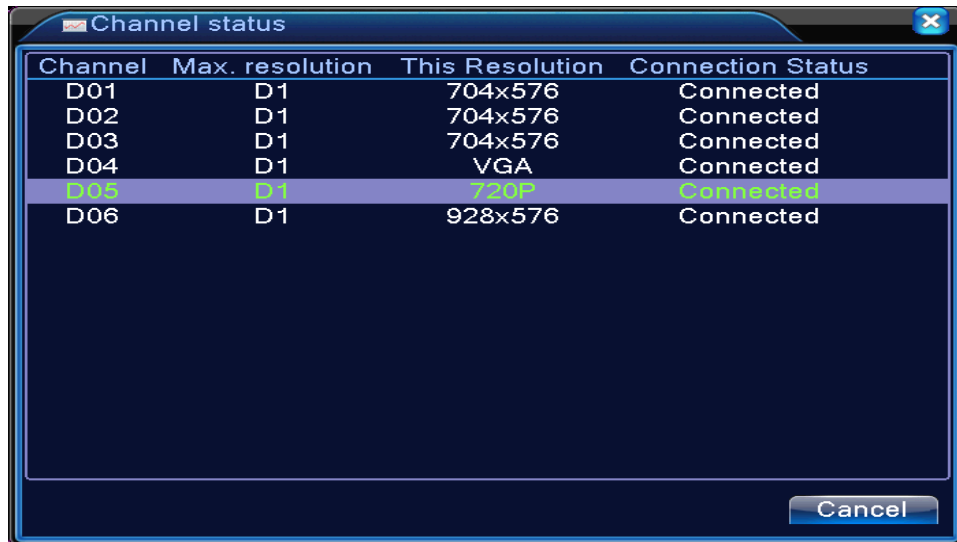 Channel status
Channel Max. resolution This Resolution Connection Status
D01 D1 704x576 Connected
D02 D1 704x576 Connected
D03 D1 704x576 Connected
D04 D1 VGA Connected
D05 D1 720P Connected
D06 D1 928x576 Connected
Cancel